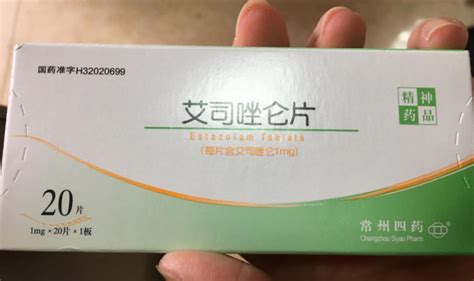 国药准字H32020699
精神
药品
艾司唑仑片
Estazolam Tablets
(每片含艾司唑仑1mg)
20片
1mg×20片×1板
常州四药
Changzhou Siyao Pharm